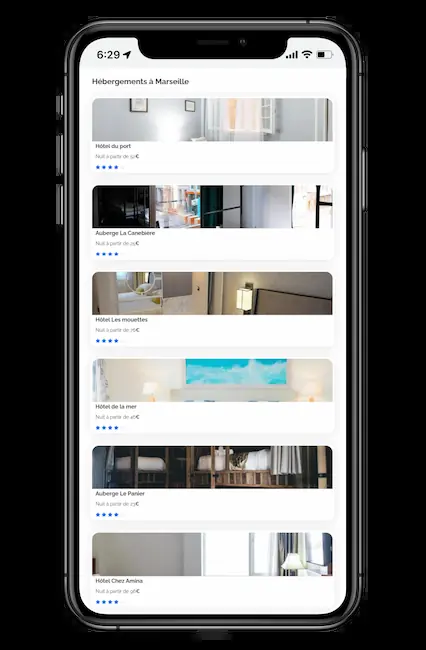 6:29
Hébergements à Marseille
Hôtel du port
Nuit à partir de 52€
Auberge La Canebière
Nuit à partir de 25€
Hôtel Les mouettes
Nuit à partir de 76€
Hôtel de la mer
Nuit à partir de 46€
Auberge Le Panier
Nuit à partir de 23€
Hôtel Chez Amina
Nuit à partir de 96€